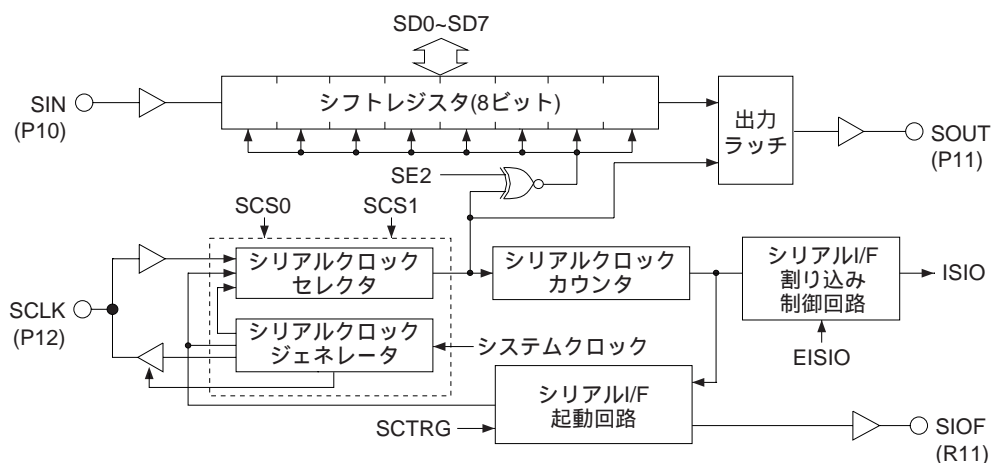 SD0~SD7
SIN
(P10)
シフトレジスタ(8ビット)
出力
ラッチ
SOUT
(P11)
SE2
SCS0
SCS1
シリアルクロック
セレクタ
シリアルクロック
カウンタ
シリアルI/F
割り込み
制御回路
ISIO
SCLK
(P12)
シリアルクロック
ジェネレータ
システムクロック
EISIO
シリアルI/F
起動回路
SCTRG
SIOF
(R11)